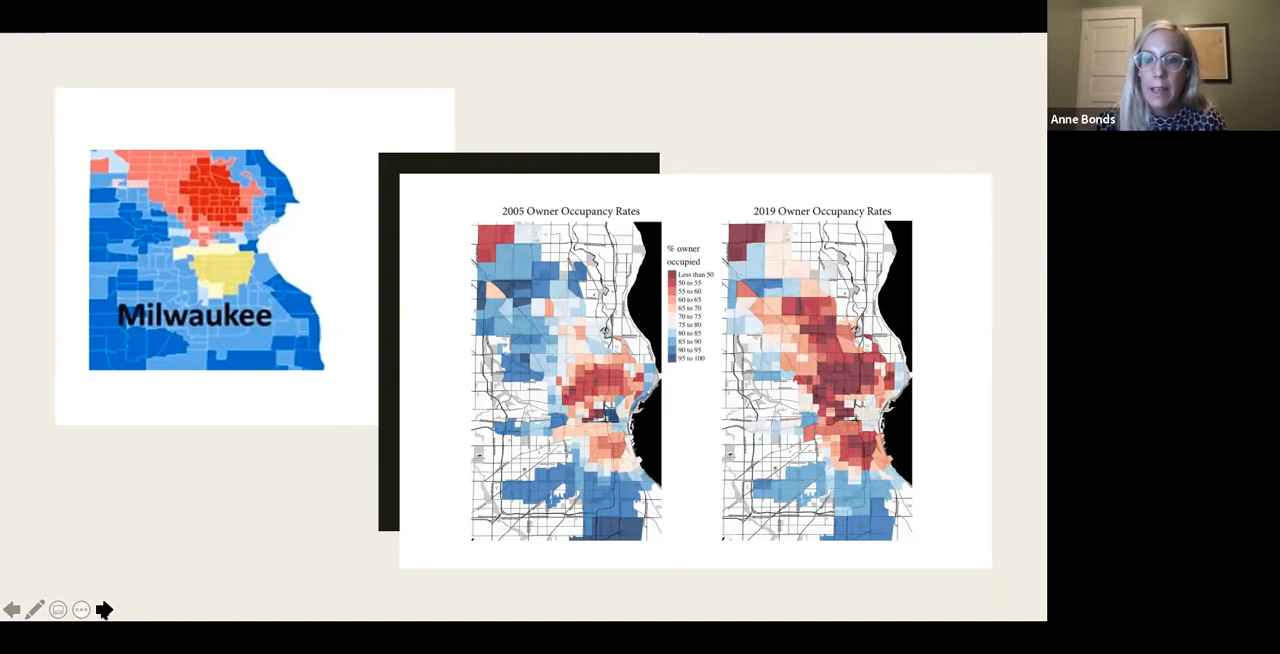 Anne Bonds
Milwaukee
2005 Owner Occupancy Rates
% owner
occupied
Less than 50
50 to 55
55 to 60
60 to 65
65 to 70
70 to 75
75 to 80
80 to 85
85 to 90
90 to 95
95 to 100
2019 Owner Occupancy Rates